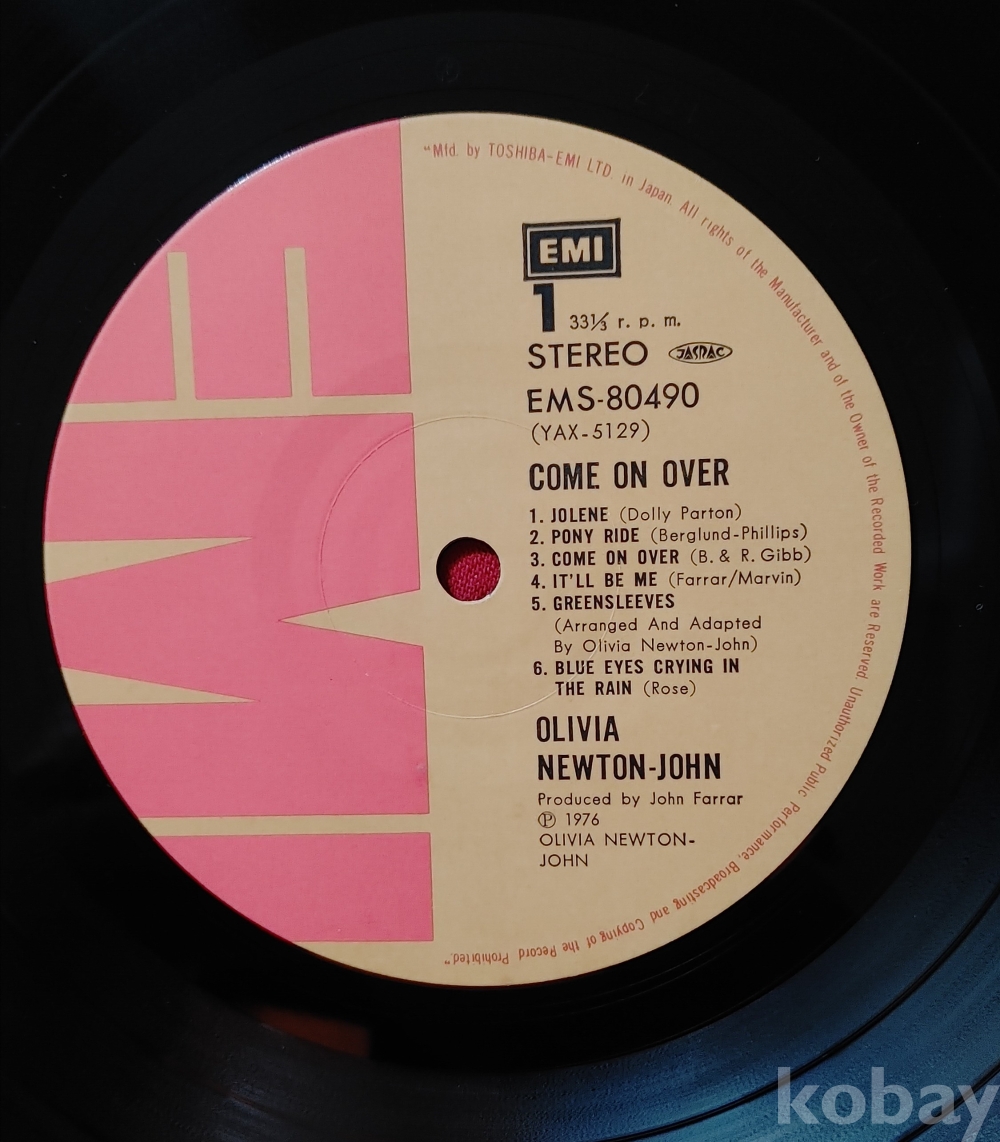 "Mfd. by TOSHIBA-EMI LTD. in Japan. All rights of the Manufacturer and of the Owner of the Recorded Work are Reserved. Unauthorized Public Performance, Broadcasting and Copying of the Record Prohibited."
EMI
EMI
1 33⅓ r. p. m.
STEREO JASRAC
EMS-80490
(YAX-5129)
COME ON OVER
1. JOLENE (Dolly Parton)
2. PONY RIDE (Berglund-Phillips)
3. COME ON OVER (B. & R. Gibb)
4. IT'LL BE ME (Farrar/Marvin)
5. GREENSLEEVES
(Arranged And Adapted
By Olivia Newton-John)
6. BLUE EYES CRYING IN
THE RAIN (Rose)
OLIVIA
NEWTON-JOHN
Produced by John Farrar
Ⓟ 1976
OLIVIA NEWTON-
JOHN
kobay